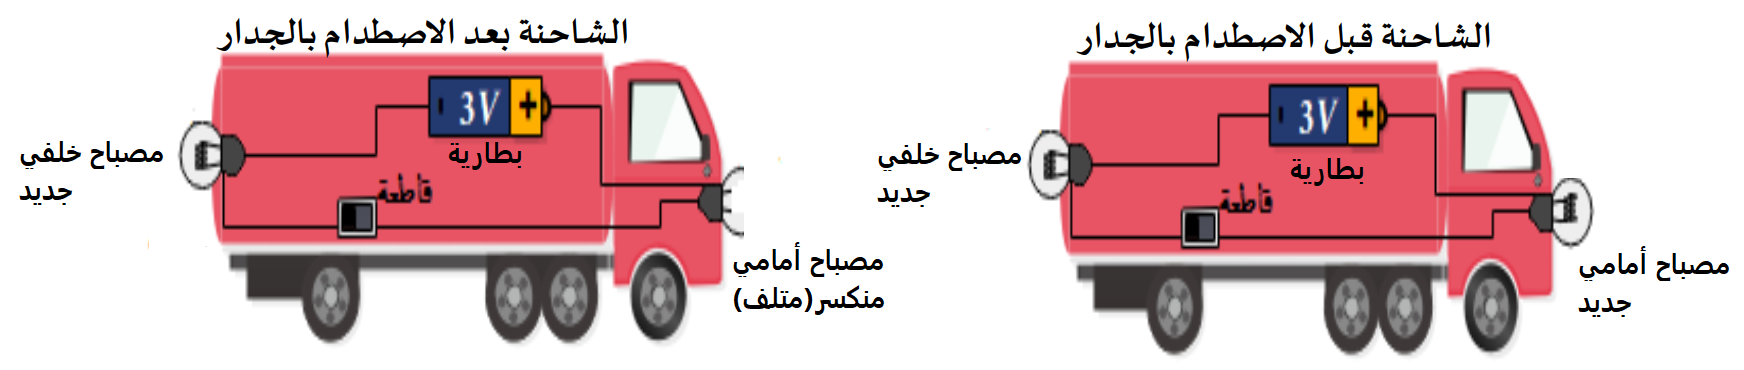 الشاحنة قبل الاصطدام بالجدار
3V +
بطارية
مصباح خلفي
جديد
قاطعة
مصباح أمامي
جديد
الشاحنة بعد الاصطدام بالجدار
3V +
بطارية
مصباح خلفي
جديد
قاطعة
مصباح أمامي
منكسر(متلف)